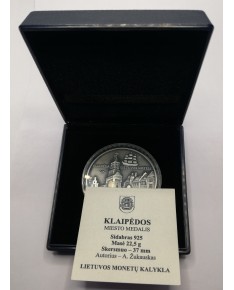 KLAIPĖDOS
MIESTO MEDALIS
Sidabras 925
Masė 22,5 g
Skersmuo – 37 mm
Autorius – A. Žukauskas
LIETUVOS MONETŲ KALYKLA